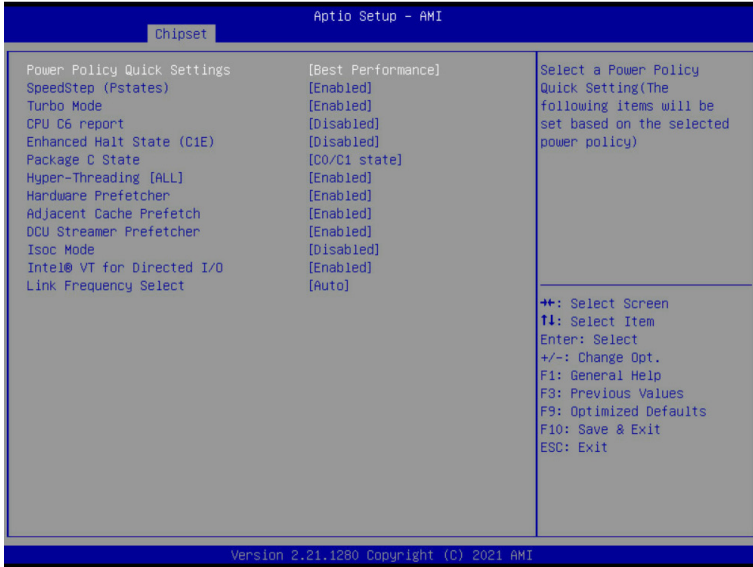 Aptio Setup – AMI
Chipset
Power Policy Quick Settings [Best Performance]
SpeedStep (Pstates) [Enabled]
Turbo Mode [Enabled]
CPU C6 report [Disabled]
Enhanced Halt State (C1E) [Disabled]
Package C State [C0/C1 state]
Hyper-Threading [ALL] [Enabled]
Hardware Prefetcher [Enabled]
Adjacent Cache Prefetch [Enabled]
DCU Streamer Prefetcher [Enabled]
Isoc Mode [Disabled]
Intel® VT for Directed I/O [Enabled]
Link Frequency Select [Auto]
Select a Power Policy
Quick Setting(The
following items will be
set based on the selected
power policy)
→←: Select Screen
↑↓: Select Item
Enter: Select
+/-: Change Opt.
F1: General Help
F3: Previous Values
F9: Optimized Defaults
F10: Save & Exit
ESC: Exit
Version 2.21.1280 Copyright (C) 2021 AMI